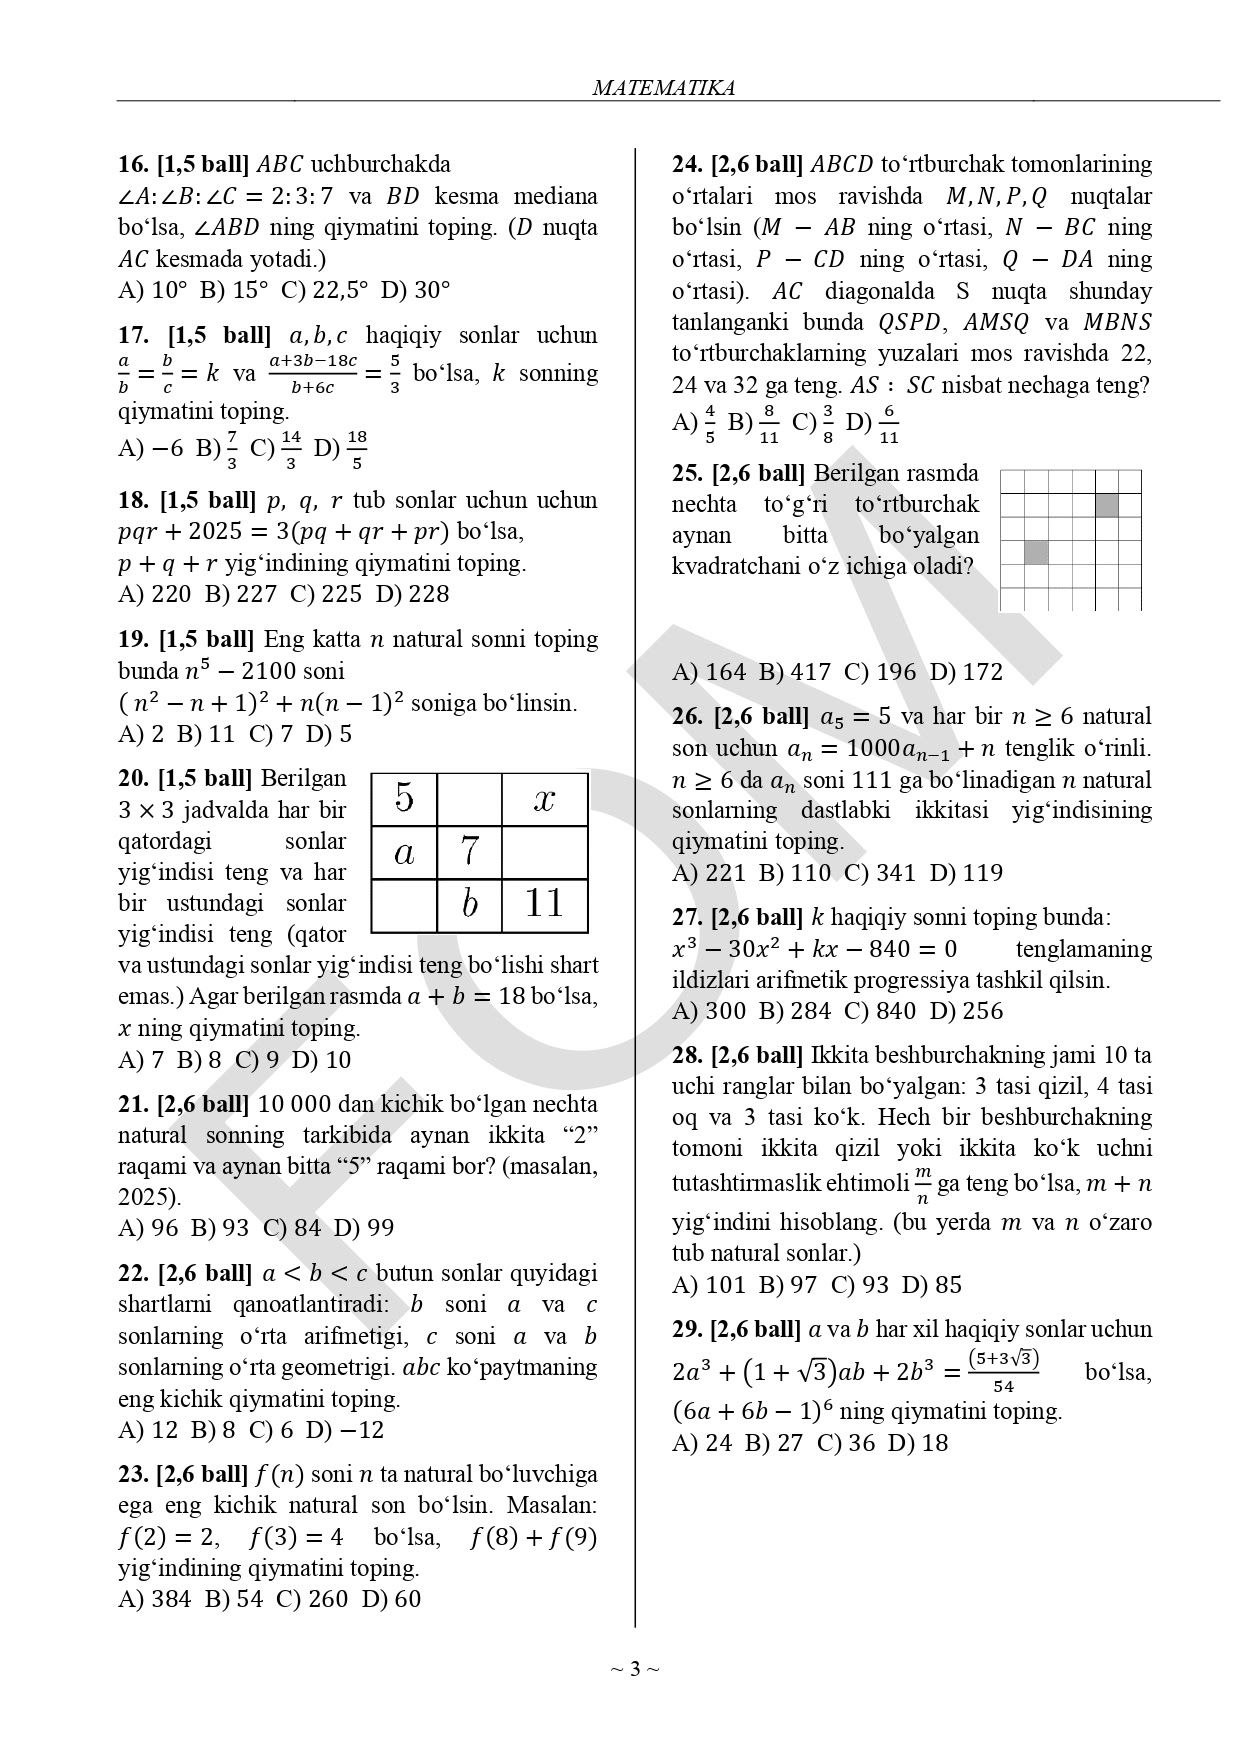 MATEMATIKA
16. [1,5 ball] ABC uchburchakda
∠A:∠B:∠C = 2:3:7 va BD kesma mediana
bo‘lsa, ∠ABD ning qiymatini toping. (D nuqta
AC kesmada yotadi.)
A) 10° B) 15° C) 22,5° D) 30°
17. [1,5 ball] a, b, c haqiqiy sonlar uchun
a/b = b/c = k va (a+3b−18c)/(b+6c) = 5/3 bo‘lsa, k sonning
qiymatini toping.
A) −6 B) 7/3 C) 14/3 D) 18/5
18. [1,5 ball] p, q, r tub sonlar uchun uchun
pqr + 2025 = 3(pq + qr + pr) bo‘lsa,
p + q + r yig‘indining qiymatini toping.
A) 220 B) 227 C) 225 D) 228
19. [1,5 ball] Eng katta n natural sonni toping
bunda n⁵ − 2100 soni
( n² − n + 1)² + n(n − 1)² soniga bo‘linsin.
A) 2 B) 11 C) 7 D) 5
20. [1,5 ball] Berilgan
3 × 3 jadvalda har bir
qatordagi sonlar
yig‘indisi teng va har
bir ustundagi sonlar
yig‘indisi teng (qator
va ustundagi sonlar yig‘indisi teng bo‘lishi shart
emas.) Agar berilgan rasmda a + b = 18 bo‘lsa,
x ning qiymatini toping.
A) 7 B) 8 C) 9 D) 10
5 x
a 7
b 11
21. [2,6 ball] 10 000 dan kichik bo‘lgan nechta
natural sonning tarkibida aynan ikkita “2”
raqami va aynan bitta “5” raqami bor? (masalan,
2025).
A) 96 B) 93 C) 84 D) 99
22. [2,6 ball] a < b < c butun sonlar quyidagi
shartlarni qanoatlantiradi: b soni a va c
sonlarning o‘rta arifmetigi, c soni a va b
sonlarning o‘rta geometrigi. abc ko‘paytmaning
eng kichik qiymatini toping.
A) 12 B) 8 C) 6 D) −12
23. [2,6 ball] f(n) soni n ta natural bo‘luvchiga
ega eng kichik natural son bo‘lsin. Masalan:
f(2) = 2, f(3) = 4 bo‘lsa, f(8) + f(9)
yig‘indining qiymatini toping.
A) 384 B) 54 C) 260 D) 60
24. [2,6 ball] ABCD to‘rtburchak tomonlarining
o‘rtalari mos ravishda M, N, P, Q nuqtalar
bo‘lsin (M − AB ning o‘rtasi, N − BC ning
o‘rtasi, P − CD ning o‘rtasi, Q − DA ning
o‘rtasi). AC diagonalda S nuqta shunday
tanlanganki bunda QSPD, AMSQ va MBNS
to‘rtburchaklarning yuzalari mos ravishda 22,
24 va 32 ga teng. AS : SC nisbat nechaga teng?
A) 4/5 B) 8/11 C) 3/8 D) 6/11
25. [2,6 ball] Berilgan rasmda
nechta to‘g‘ri to‘rtburchak
aynan bitta bo‘yalgan
kvadratchani o‘z ichiga oladi?
A) 164 B) 417 C) 196 D) 172
26. [2,6 ball] a₅ = 5 va har bir n ≥ 6 natural
son uchun aₙ = 1000aₙ₋₁ + n tenglik o‘rinli.
n ≥ 6 da aₙ soni 111 ga bo‘linadigan n natural
sonlarning dastlabki ikkitasi yig‘indisining
qiymatini toping.
A) 221 B) 110 C) 341 D) 119
27. [2,6 ball] k haqiqiy sonni toping bunda:
x³ − 30x² + kx − 840 = 0 tenglamaning
ildizlari arifmetik progressiya tashkil qilsin.
A) 300 B) 284 C) 840 D) 256
28. [2,6 ball] Ikkita beshburchakning jami 10 ta
uchi ranglar bilan bo‘yalgan: 3 tasi qizil, 4 tasi
oq va 3 tasi ko‘k. Hech bir beshburchakning
tomoni ikkita qizil yoki ikkita ko‘k uchni
tutashtirmaslik ehtimoli m/n ga teng bo‘lsa, m + n
yig‘indini hisoblang. (bu yerda m va n o‘zaro
tub natural sonlar.)
A) 101 B) 97 C) 93 D) 85
29. [2,6 ball] a va b har xil haqiqiy sonlar uchun
2a³ + (1 + √3)ab + 2b³ = (5+3√3)/54 bo‘lsa,
(6a + 6b − 1)⁶ ning qiymatini toping.
A) 24 B) 27 C) 36 D) 18
~ 3 ~
FOM